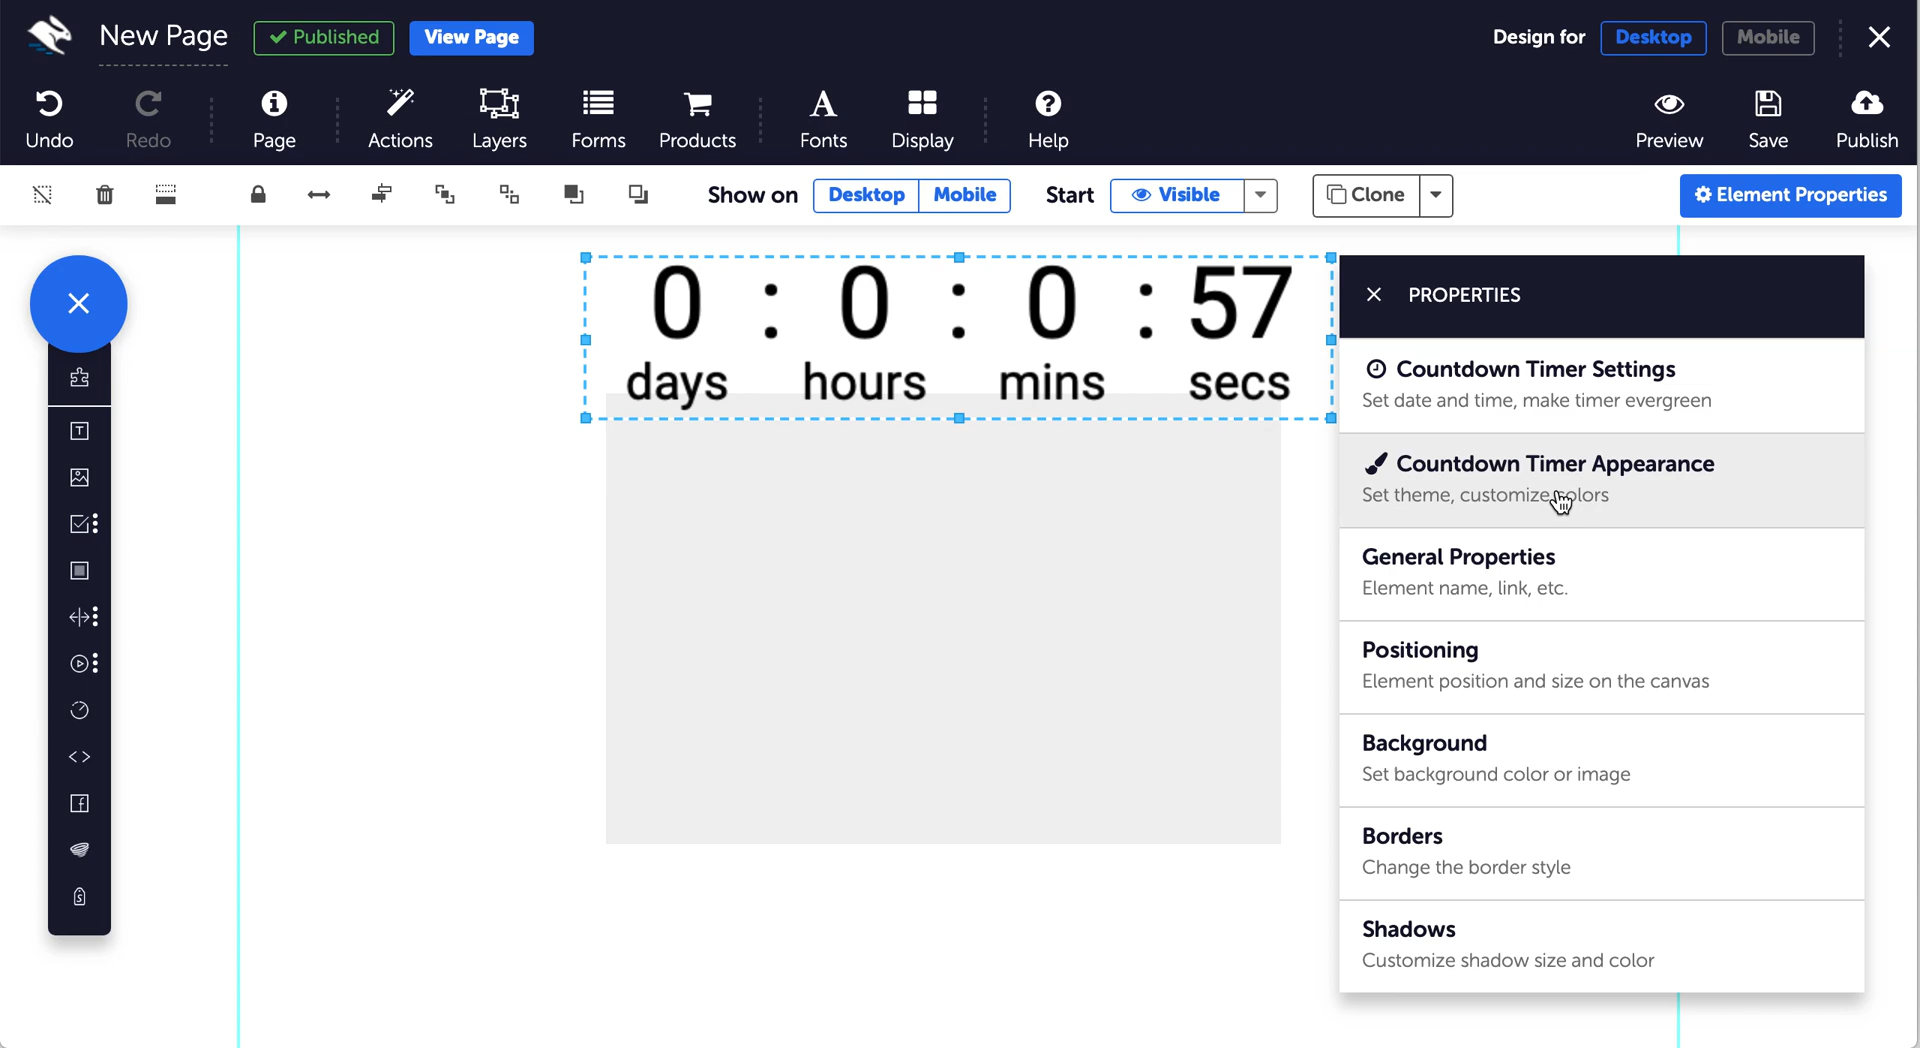 New Page
Published
View Page
Design for
Desktop
Mobile
Undo
Redo
Page
Actions
Layers
Forms
Products
Fonts
Display
Help
Preview
Save
Publish
Show on
Desktop
Mobile
Start
Visible
Clone
Element Properties
0 : 0 : 0 : 57
days hours mins secs
PROPERTIES
Countdown Timer Settings
Set date and time, make timer evergreen
Countdown Timer Appearance
Set theme, customize colors
General Properties
Element name, link, etc.
Positioning
Element position and size on the canvas
Background
Set background color or image
Borders
Change the border style
Shadows
Customize shadow size and color